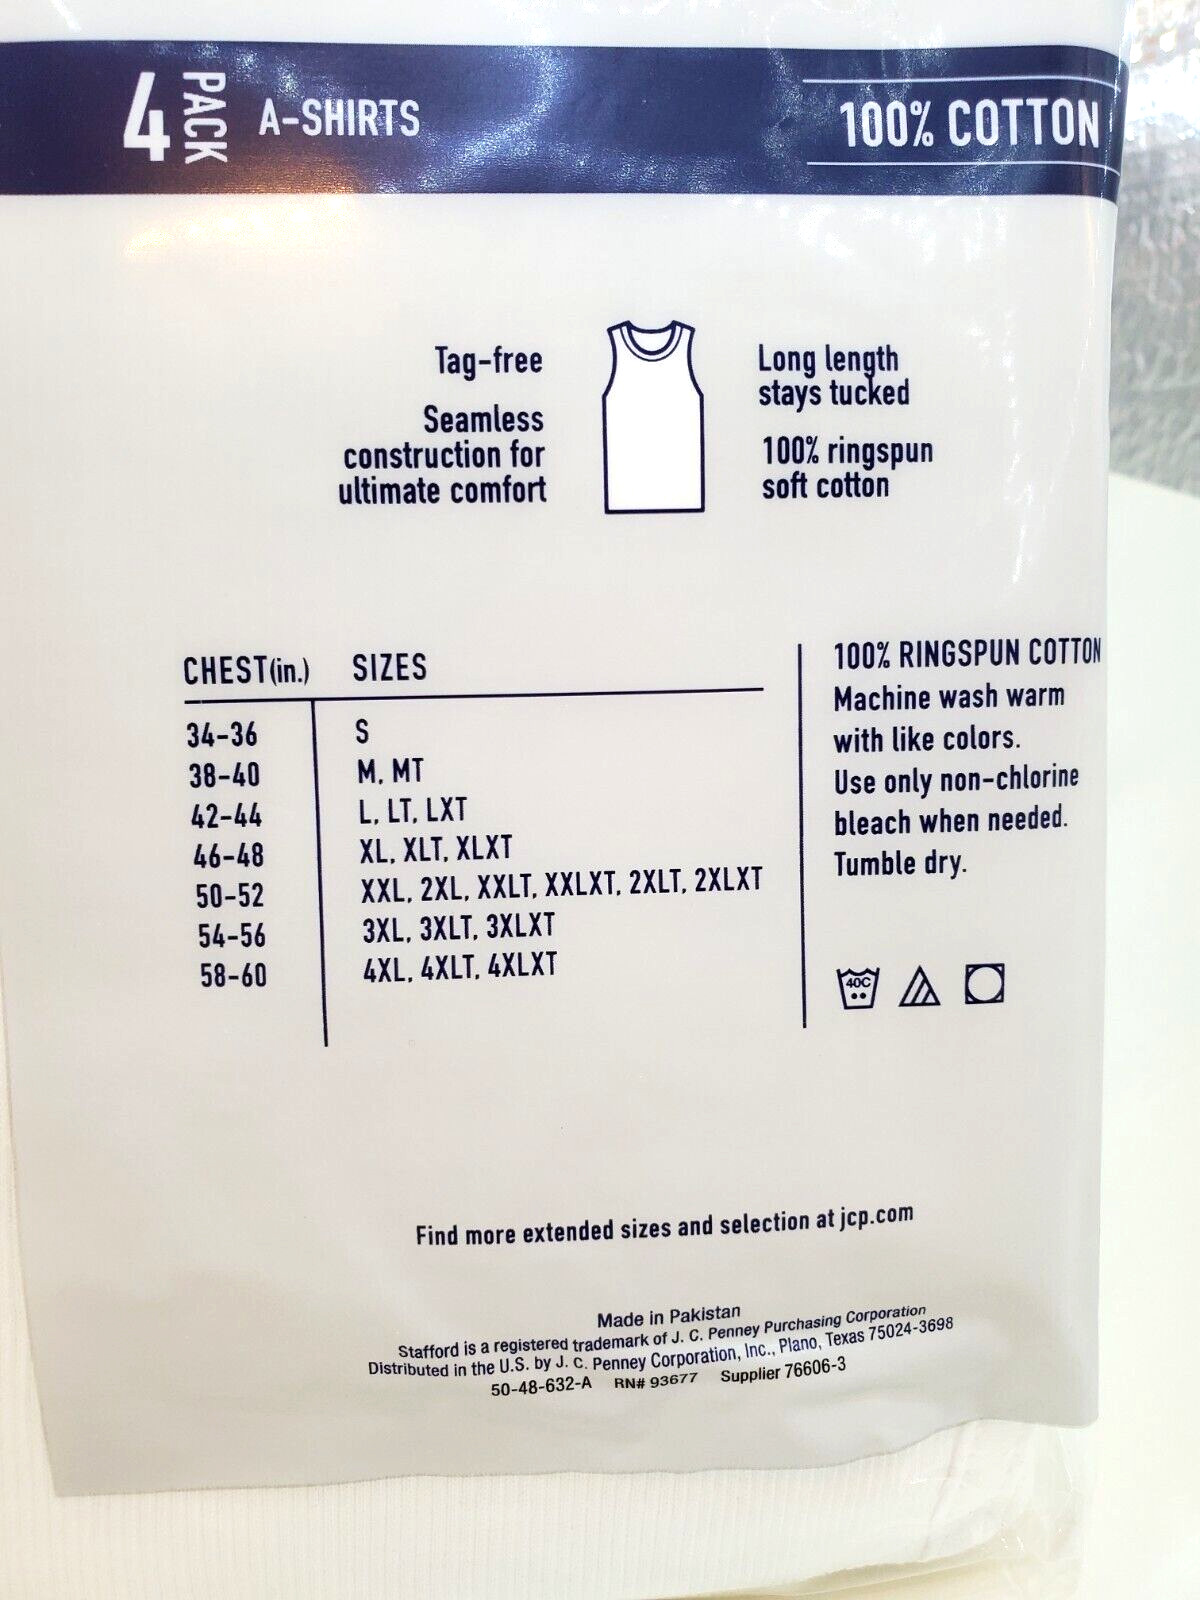 4 PACK A-SHIRTS
100% COTTON
Tag-free
Seamless
construction for
ultimate comfort
Long length
stays tucked
100% ringspun
soft cotton
CHEST(in.) SIZES
34-36 S
38-40 M, MT
42-44 L, LT, LXT
46-48 XL, XLT, XLXT
50-52 XXL, 2XL, XXLT, XXLXT, 2XLT, 2XLXT
54-56 3XL, 3XLT, 3XLXT
58-60 4XL, 4XLT, 4XLXT
100% RINGSPUN COTTON
Machine wash warm
with like colors.
Use only non-chlorine
bleach when needed.
Tumble dry.
40C
Find more extended sizes and selection at jcp.com
Made in Pakistan
Stafford is a registered trademark of J. C. Penney Purchasing Corporation
Distributed in the U.S. by J. C. Penney Corporation, Inc., Plano, Texas 75024-3698
50-48-632-A RN# 93677 Supplier 76606-3